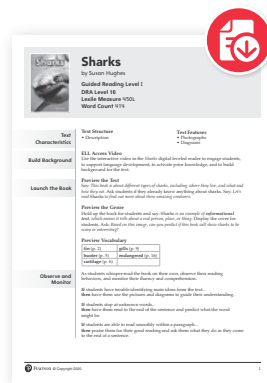 Sharks
by Susan Hughes
Guided Reading Level I
DRA Level 16
Lexile Measure 450L
Word Count 474
Text
Characteristics
Text Structure
• Description
Text Features
• Photographs
• Diagrams
Build Background
ELL Access Video
Use the interactive video in the Sharks digital leveled reader to engage students,
to support language development, to activate prior knowledge, and to build
background for the text.
Launch the Book
Preview the Text
Say: This book is about different types of sharks, including where they live, and what and
how they eat. Ask students if they already know anything about sharks. Say: Let's
read Sharks to find out more about these amazing creatures.
Preview the Genre
Hold up the book for students and say: Sharks is an example of informational
text, which means it tells about a real person, place, or thing. Display the cover for
students. Ask: Based on this image, can you predict if this book will show sharks to be
scary or interesting?
Preview Vocabulary
fin (p. 2)
gills (p. 3)
hunter (p. 5)
endangered (p. 16)
cartilage (p. 6)
Observe and
Monitor
As students whisper-read the book on their own, observe their reading
behaviors, and monitor their fluency and comprehension.
If students have trouble identifying main ideas from the text...
then have them use the pictures and diagrams to guide their understanding.
If students stop at unknown words...
then have them read to the end of the sentence and predict what the word
might be.
If students are able to read smoothly within a paragraph...
then praise them for their good reading and ask them what they do as they come
to the end of a sentence.
Pearson © Copyright 2020
1